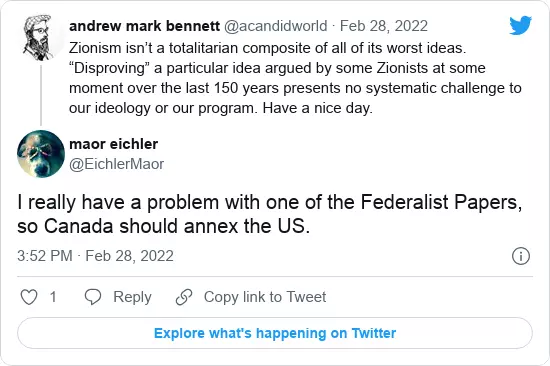 andrew mark bennett @acandidworld · Feb 28, 2022
Zionism isn’t a totalitarian composite of all of its worst ideas.
“Disproving” a particular idea argued by some Zionists at some
moment over the last 150 years presents no systematic challenge to
our ideology or our program. Have a nice day.
maor eichler
@EichlerMaor
I really have a problem with one of the Federalist Papers,
so Canada should annex the US.
3:52 PM · Feb 28, 2022
1 Reply Copy link to Tweet
Explore what's happening on Twitter